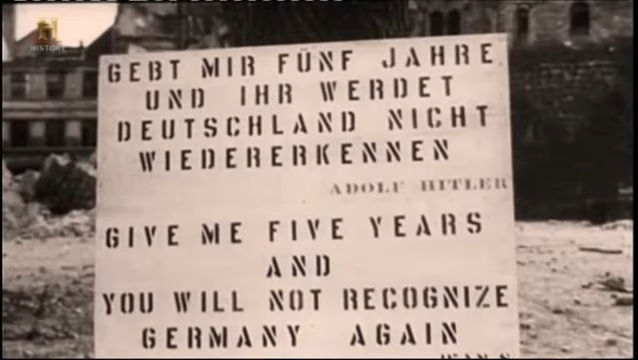 HISTORY
GEBT MIR FÜNF JAHRE
UND IHR WERDET
DEUTSCHLAND NICHT
WIEDERERKENNEN
ADOLF HITLER
GIVE ME FIVE YEARS
AND
YOU WILL NOT RECOGNIZE
GERMANY AGAIN